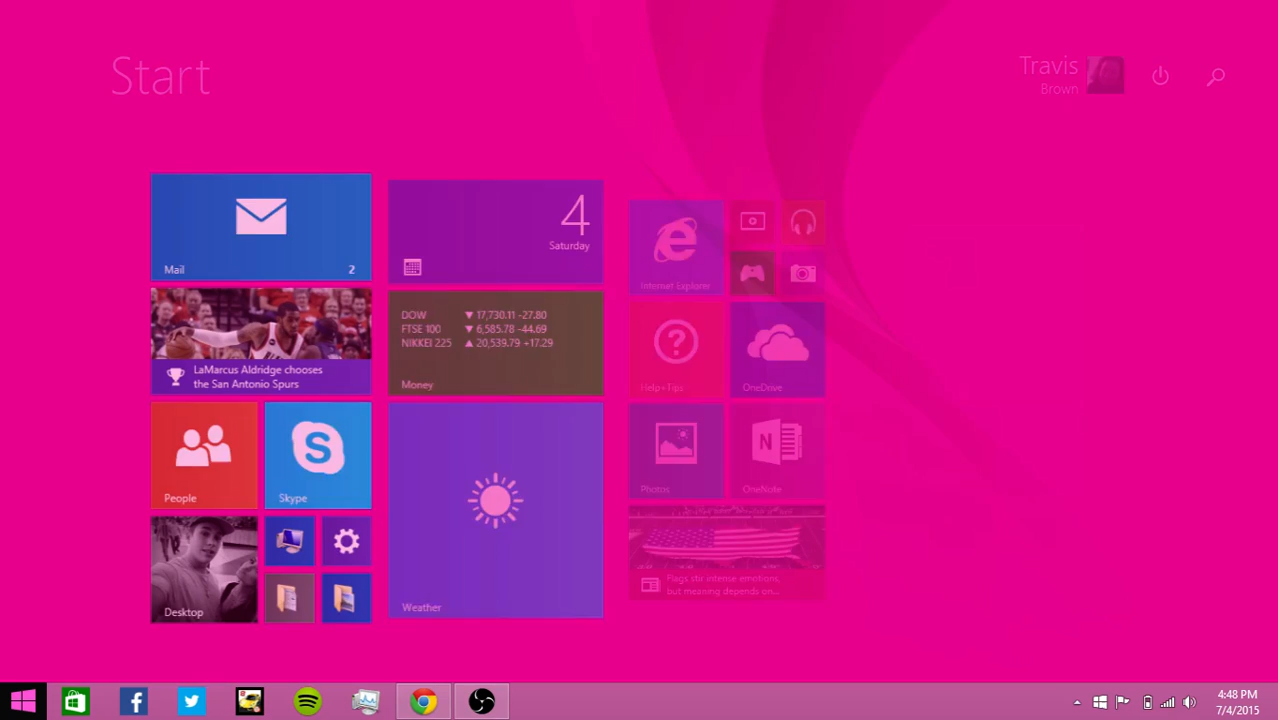 Start
Travis
Brown
Mail
2
4
Saturday
Internet Explorer
DOW ▼ 17,730.11 -27.80
FTSE 100 ▼ 6,585.78 -44.69
NIKKEI 225 ▲ 20,539.79 +17.29
Money
LaMarcus Aldridge chooses
the San Antonio Spurs
Help+Tips
OneDrive
People
Skype
S
Photos
N
OneNote
Desktop
Weather
Flags stir intense emotions,
but meaning depends on...
4:48 PM
7/4/2015